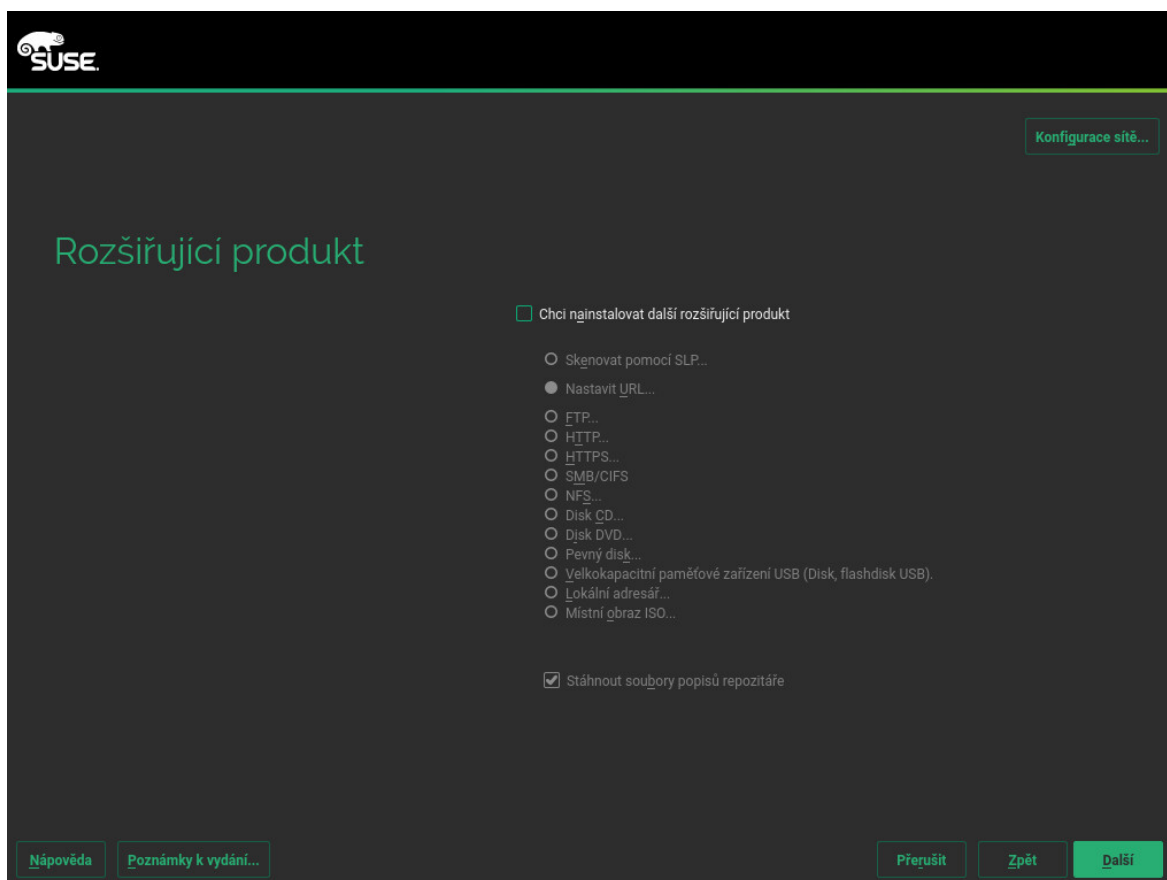 SUSE.
Konfigurace sítě...
Rozšiřující produkt
Chci nainstalovat další rozšiřující produkt
Skenovat pomocí SLP...
Nastavit URL...
FTP...
HTTP...
HTTPS...
SMB/CIFS
NFS...
Disk CD...
Disk DVD...
Pevný disk...
Velkokapacitní paměťové zařízení USB (Disk, flashdisk USB).
Lokální adresář...
Místní obraz ISO...
Stáhnout soubory popisů repozitáře
Nápověda
Poznámky k vydání...
Přerušit
Zpět
Další